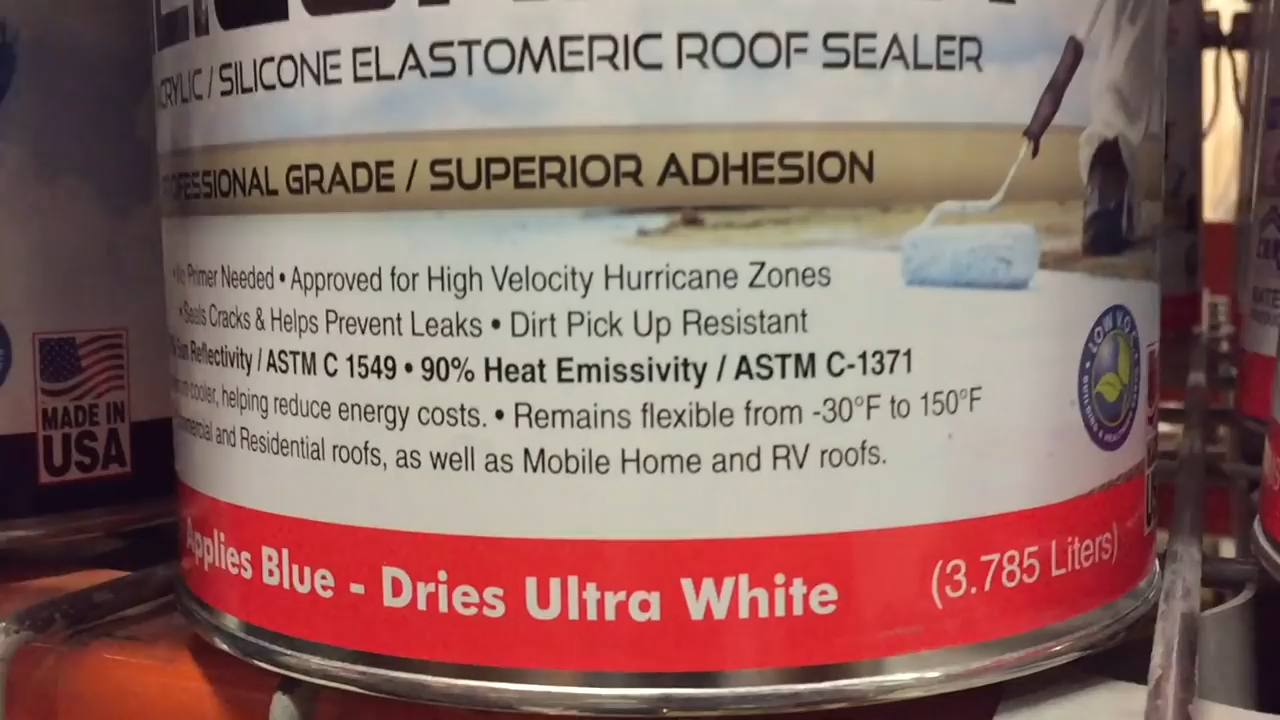 / SILICONE ELASTOMERIC ROOF SEALER
GRADE / SUPERIOR ADHESION
Primer Needed • Approved for High Velocity Hurricane Zones
• Seals Cracks & Helps Prevent Leaks • Dirt Pick Up Resistant
Reflectivity / ASTM C 1549 • 90% Heat Emissivity / ASTM C-1371
cooler, helping reduce energy costs. • Remains flexible from -30°F to 150°F
and Residential roofs, as well as Mobile Home and RV roofs.
Applies Blue - Dries Ultra White
(3.785 Liters)
MADE IN
USA
LOW V.O.C.